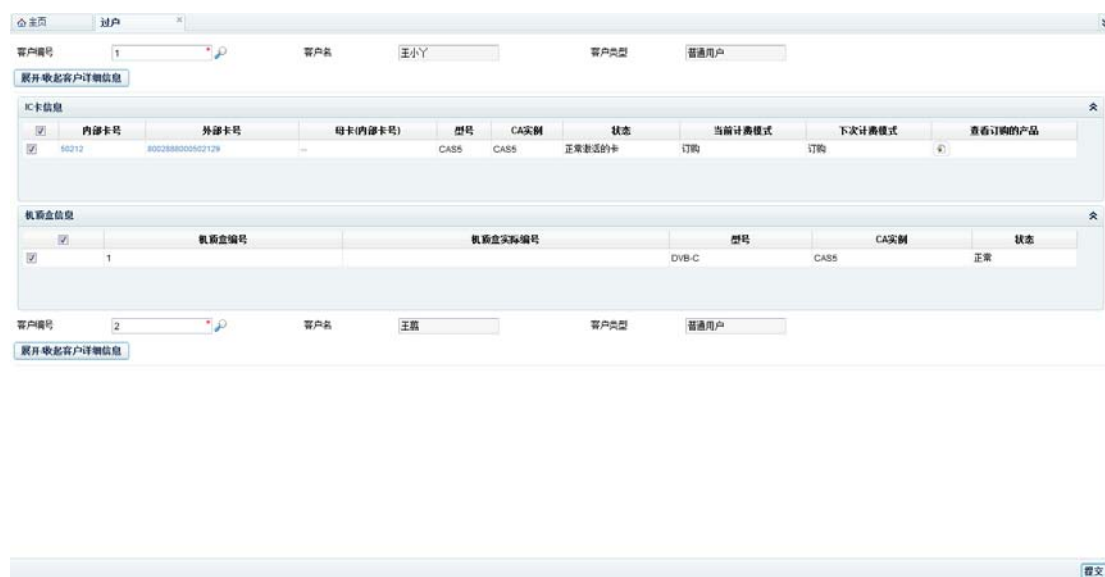 主页 过户
客户编号 1 * 客户名 王小丫 客户类型 普通用户
展开/收起客户详细信息
IC卡信息
内部卡号 外部卡号 母卡(内部卡号) 型号 CA实例 状态 当前计费模式 下次计费模式 查看订购的产品
50212 8002888000502129 -- CAS5 CAS5 正常激活的卡 订购 订购
机顶盒信息
机顶盒编号 机顶盒实际编号 型号 CA实例 状态
1 DVB-C CAS5 正常
客户编号 2 * 客户名 客户类型 普通用户
展开/收起客户详细信息
提交